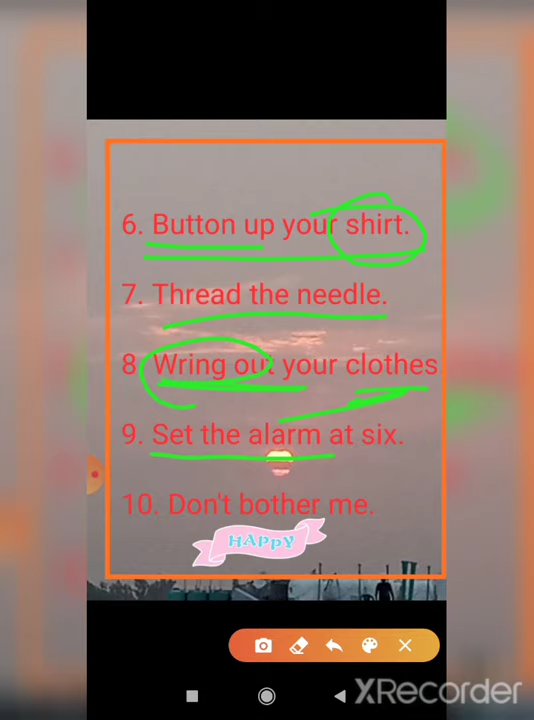 6. Button up your shirt.
7. Thread the needle.
8 Wring out your clothes
9. Set the alarm at six.
10. Don't bother me.
HAPPY
XRecorder